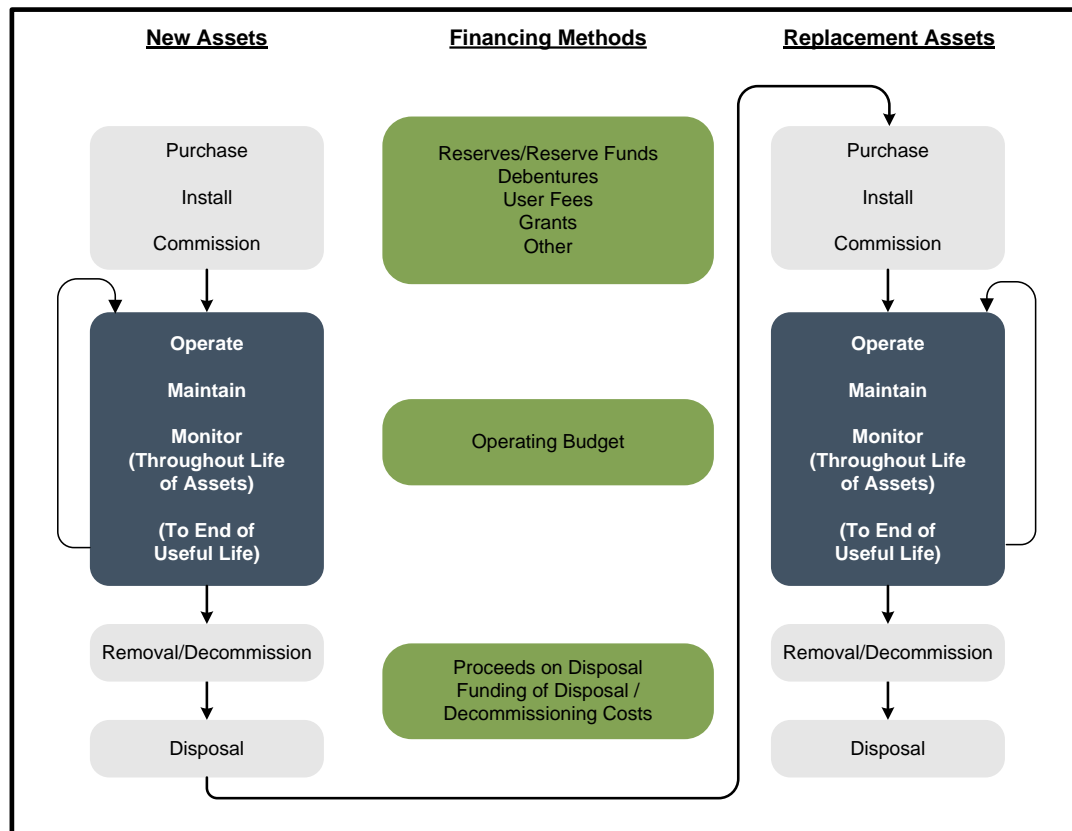 New Assets
Purchase
Install
Commission
Operate
Maintain
Monitor
(Throughout Life
of Assets)
(To End of
Useful Life)
Removal/Decommission
Disposal
Financing Methods
Reserves/Reserve Funds
Debentures
User Fees
Grants
Other
Operating Budget
Proceeds on Disposal
Funding of Disposal /
Decommissioning Costs
Replacement Assets
Purchase
Install
Commission
Operate
Maintain
Monitor
(Throughout Life
of Assets)
(To End of
Useful Life)
Removal/Decommission
Disposal